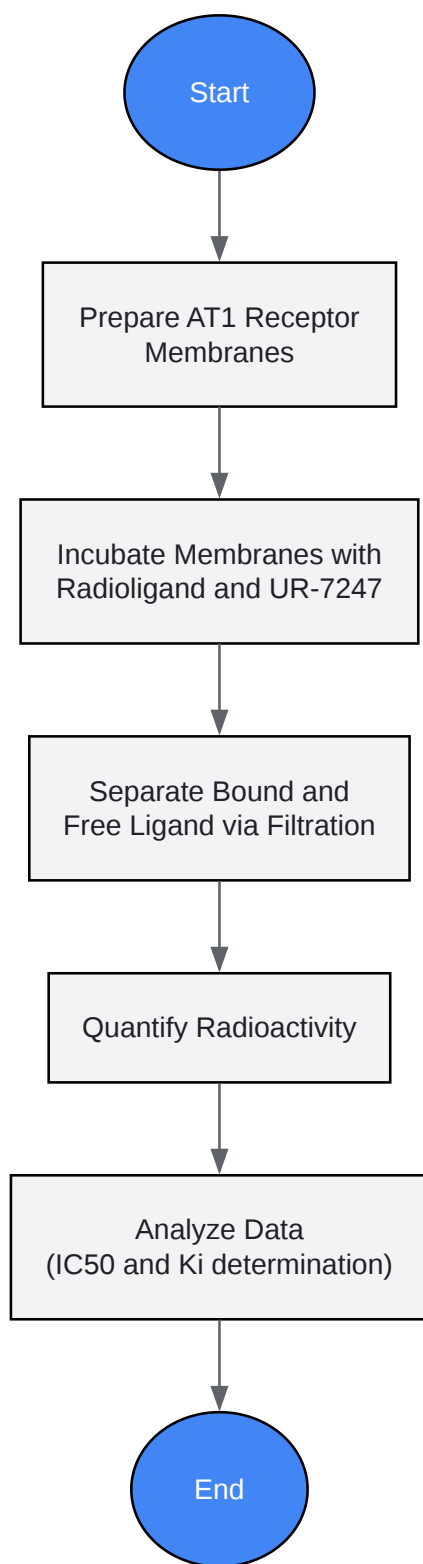 Start
Prepare AT1 Receptor
Membranes
Incubate Membranes with
Radioligand and UR-7247
Separate Bound and
Free Ligand via Filtration
Quantify Radioactivity
Analyze Data
(IC50 and Ki determination)
End